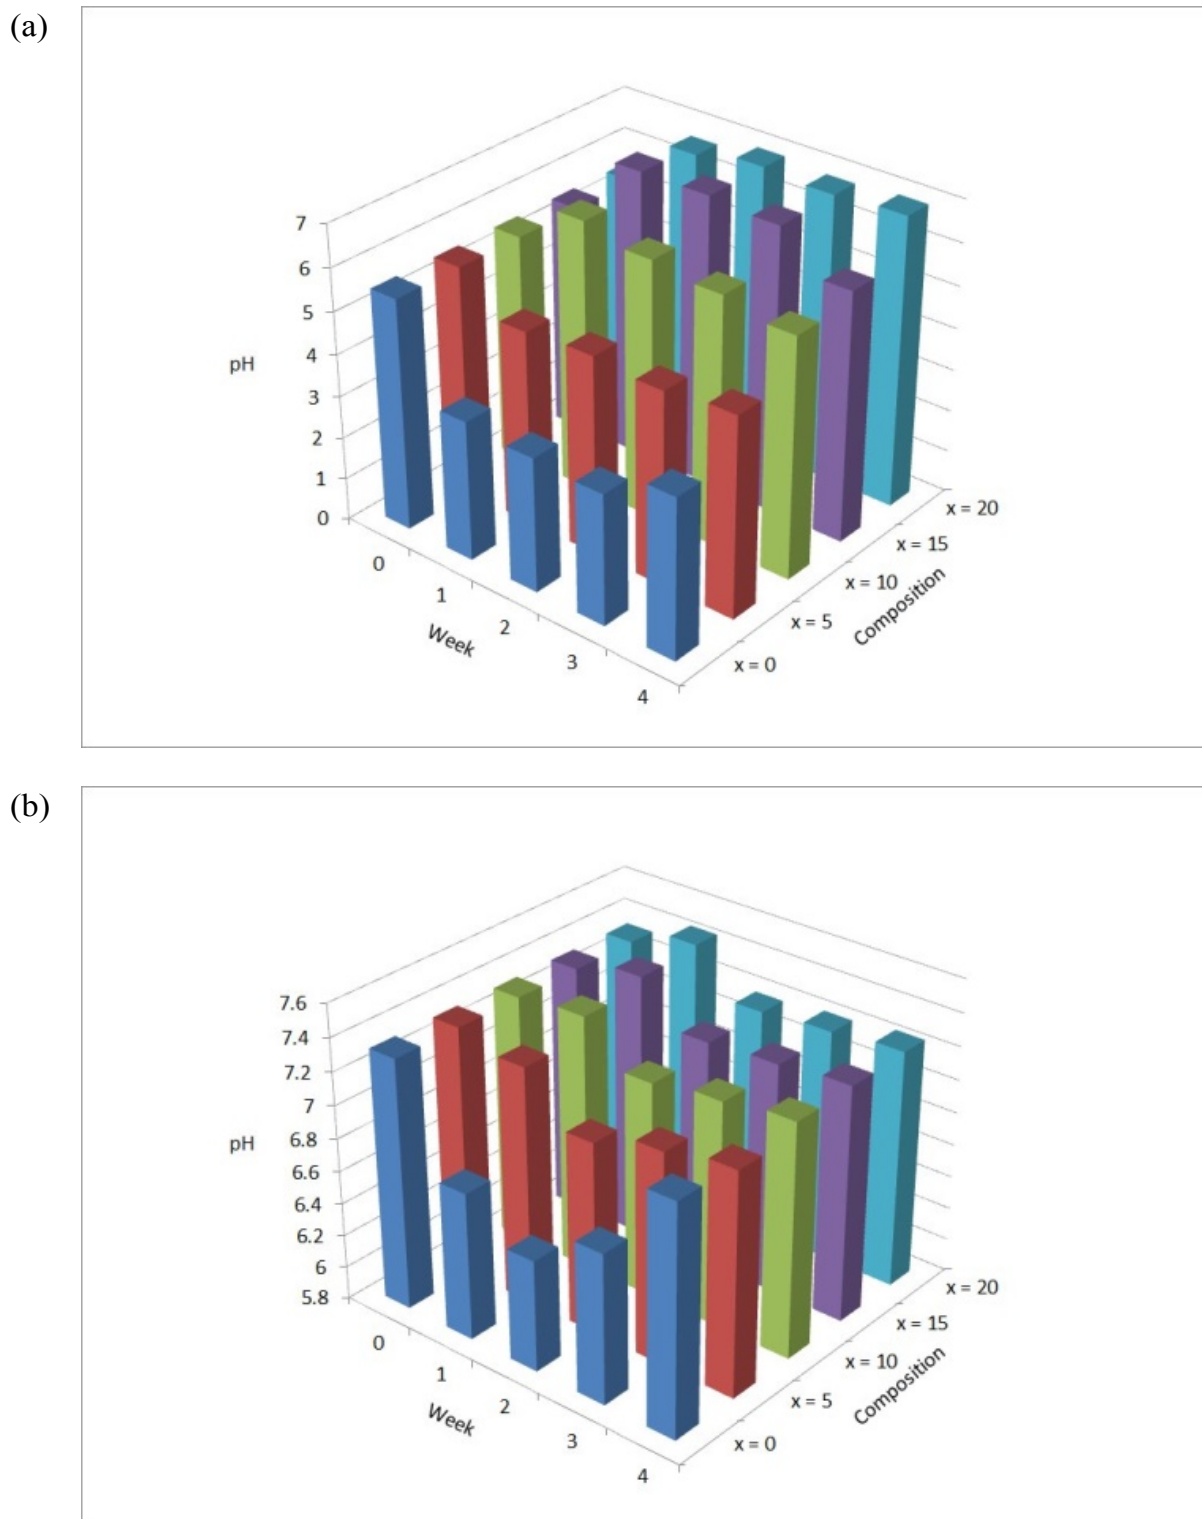 (a)
7
6
5
4
3
2
1
0
pH
0
1
2
3
4
Week
x = 0
x = 5
x = 10
x = 15
x = 20
Composition
(b)
7.6
7.4
7.2
7
6.8
6.6
6.4
6.2
6
5.8
pH
0
1
2
3
4
Week
x = 0
x = 5
x = 10
x = 15
x = 20
Composition